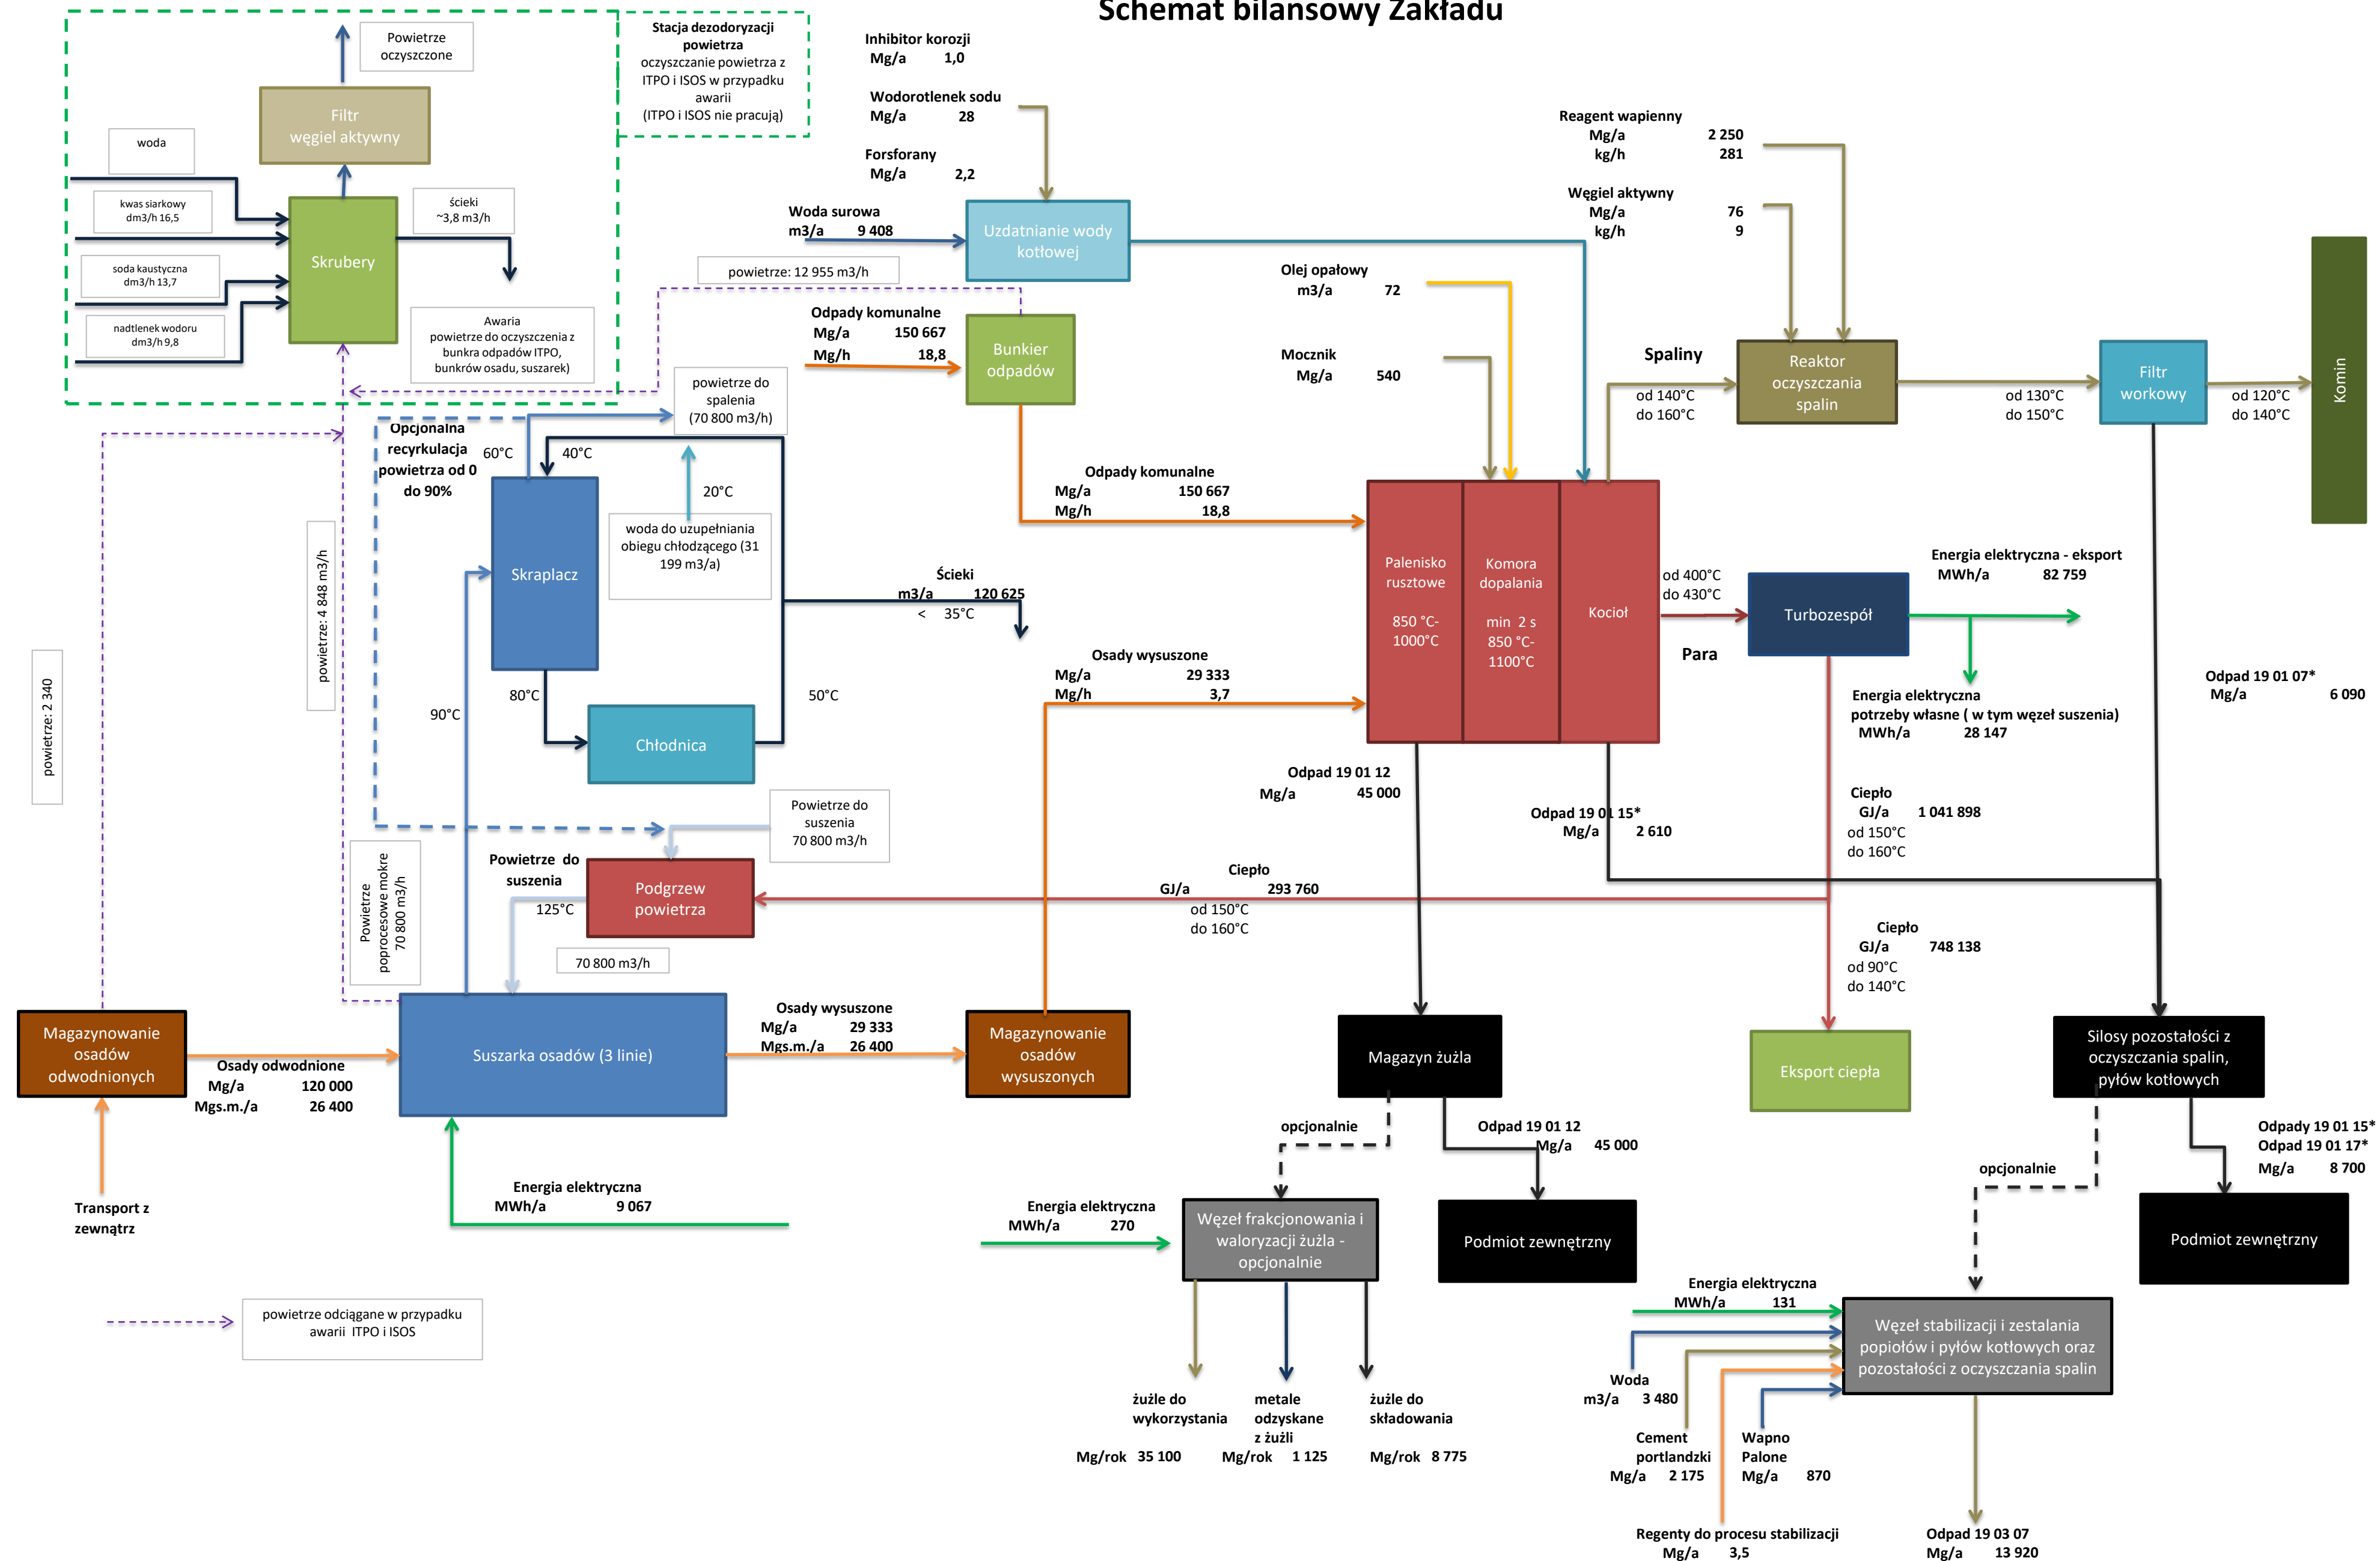 Schemat bilansowy Zakładu
Powietrze
oczyszczone
Stacja dezodoryzacji
powietrza
oczyszczanie powietrza z
ITPO i ISOS w przypadku
awarii
(ITPO i ISOS nie pracują)
Filtr
węgiel aktywny
woda
kwas siarkowy
dm3/h 16,5
soda kaustyczna
dm3/h 13,7
nadtlenek wodoru
dm3/h 9,8
Skrubery
ścieki
~3,8 m3/h
Awaria
powietrze do oczyszczenia z
bunkra odpadów ITPO,
bunkrów osadu, suszarek)
Inhibitor korozji
Mg/a 1,0
Wodorotlenek sodu
Mg/a 28
Forsforany
Mg/a 2,2
Woda surowa
m3/a 9 408
Uzdatnianie wody
kotłowej
powietrze: 12 955 m3/h
Odpady komunalne
Mg/a 150 667
Mg/h 18,8
Bunkier
odpadów
Olej opałowy
m3/a 72
Mocznik
Mg/a 540
Reagent wapienny
Mg/a 2 250
kg/h 281
Węgiel aktywny
Mg/a 76
kg/h 9
Spaliny
od 140°C
do 160°C
Reaktor
oczyszczania
spalin
od 130°C
do 150°C
Filtr
workowy
od 120°C
do 140°C
Komin
powietrze do
spalenia
(70 800 m3/h)
Opcjonalna
recyrkulacja
powietrza od 0
do 90%
60°C
40°C
20°C
Skraplacz
woda do uzupełniania
obiegu chłodzącego (31
199 m3/a)
Odpady komunalne
Mg/a 150 667
Mg/h 18,8
Ścieki
m3/a 120 625
< 35°C
80°C
50°C
90°C
Chłodnica
powietrze: 4 848 m3/h
powietrze: 2 340
Osady wysuszone
Mg/a 29 333
Mg/h 3,7
Palenisko
rusztowe
850 °C-
1000°C
Komora
dopalania
min 2 s
850 °C-
1100°C
Kocioł
od 400°C
do 430°C
Para
Turbozespół
Energia elektryczna - eksport
MWh/a 82 759
Energia elektryczna
potrzeby własne ( w tym węzeł suszenia)
MWh/a 28 147
Odpad 19 01 07*
Mg/a 6 090
Odpad 19 01 12
Mg/a 45 000
Odpad 19 01 15*
Mg/a 2 610
Ciepło
GJ/a 1 041 898
od 150°C
do 160°C
Powietrze do
suszenia
70 800 m3/h
Powietrze
poprocesowe mokre
70 800 m3/h
Powietrze do
suszenia
125°C
Podgrzew
powietrza
70 800 m3/h
Ciepło
GJ/a 293 760
od 150°C
do 160°C
Ciepło
GJ/a 748 138
od 90°C
do 140°C
Magazynowanie
osadów
odwodnionych
Osady odwodnione
Mg/a 120 000
Mgs.m./a 26 400
Suszarka osadów (3 linie)
Osady wysuszone
Mg/a 29 333
Mgs.m./a 26 400
Magazynowanie
osadów
wysuszonych
Magazyn żużla
Eksport ciepła
Silosy pozostałości z
oczyszczania spalin,
pyłów kotłowych
Transport z
zewnątrz
Energia elektryczna
MWh/a 9 067
opcjonalnie
Odpad 19 01 12
Mg/a 45 000
opcjonalnie
Odpady 19 01 15*
Odpad 19 01 17*
Mg/a 8 700
Energia elektryczna
MWh/a 270
Węzeł frakcjonowania i
waloryzacji żużla -
opcjonalnie
Podmiot zewnętrzny
Podmiot zewnętrzny
powietrze odciągane w przypadku
awarii ITPO i ISOS
Energia elektryczna
MWh/a 131
Węzeł stabilizacji i zestalania
popiołów i pyłów kotłowych oraz
pozostałości z oczyszczania spalin
żużle do
wykorzystania
Mg/rok 35 100
metale
odzyskane
z żużli
Mg/rok 1 125
żużle do
składowania
Mg/rok 8 775
Woda
m3/a 3 480
Cement
portlandzki
Mg/a 2 175
Wapno
Palone
Mg/a 870
Regenty do procesu stabilizacji
Mg/a 3,5
Odpad 19 03 07
Mg/a 13 920